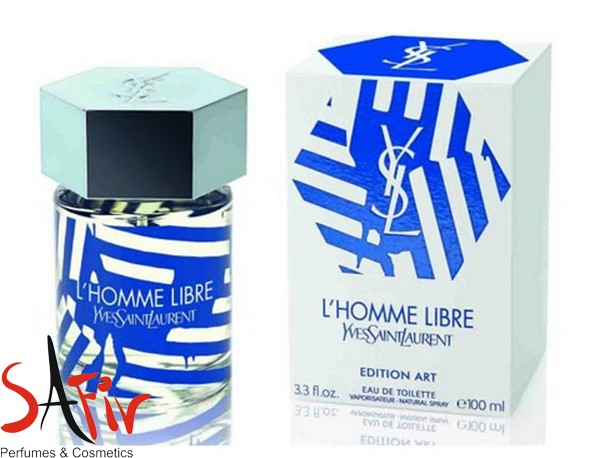 L'HOMME LIBRE
YVESSAINTLAURENT
SAFIR
Perfumes & Cosmetics
YSL
YSL
L'HOMME LIBRE
YVESSAINTLAURENT
EDITION ART
EAU DE TOILETTE
VAPORISATEUR - NATURAL SPRAY
3.3 fl.oz.
e100 ml